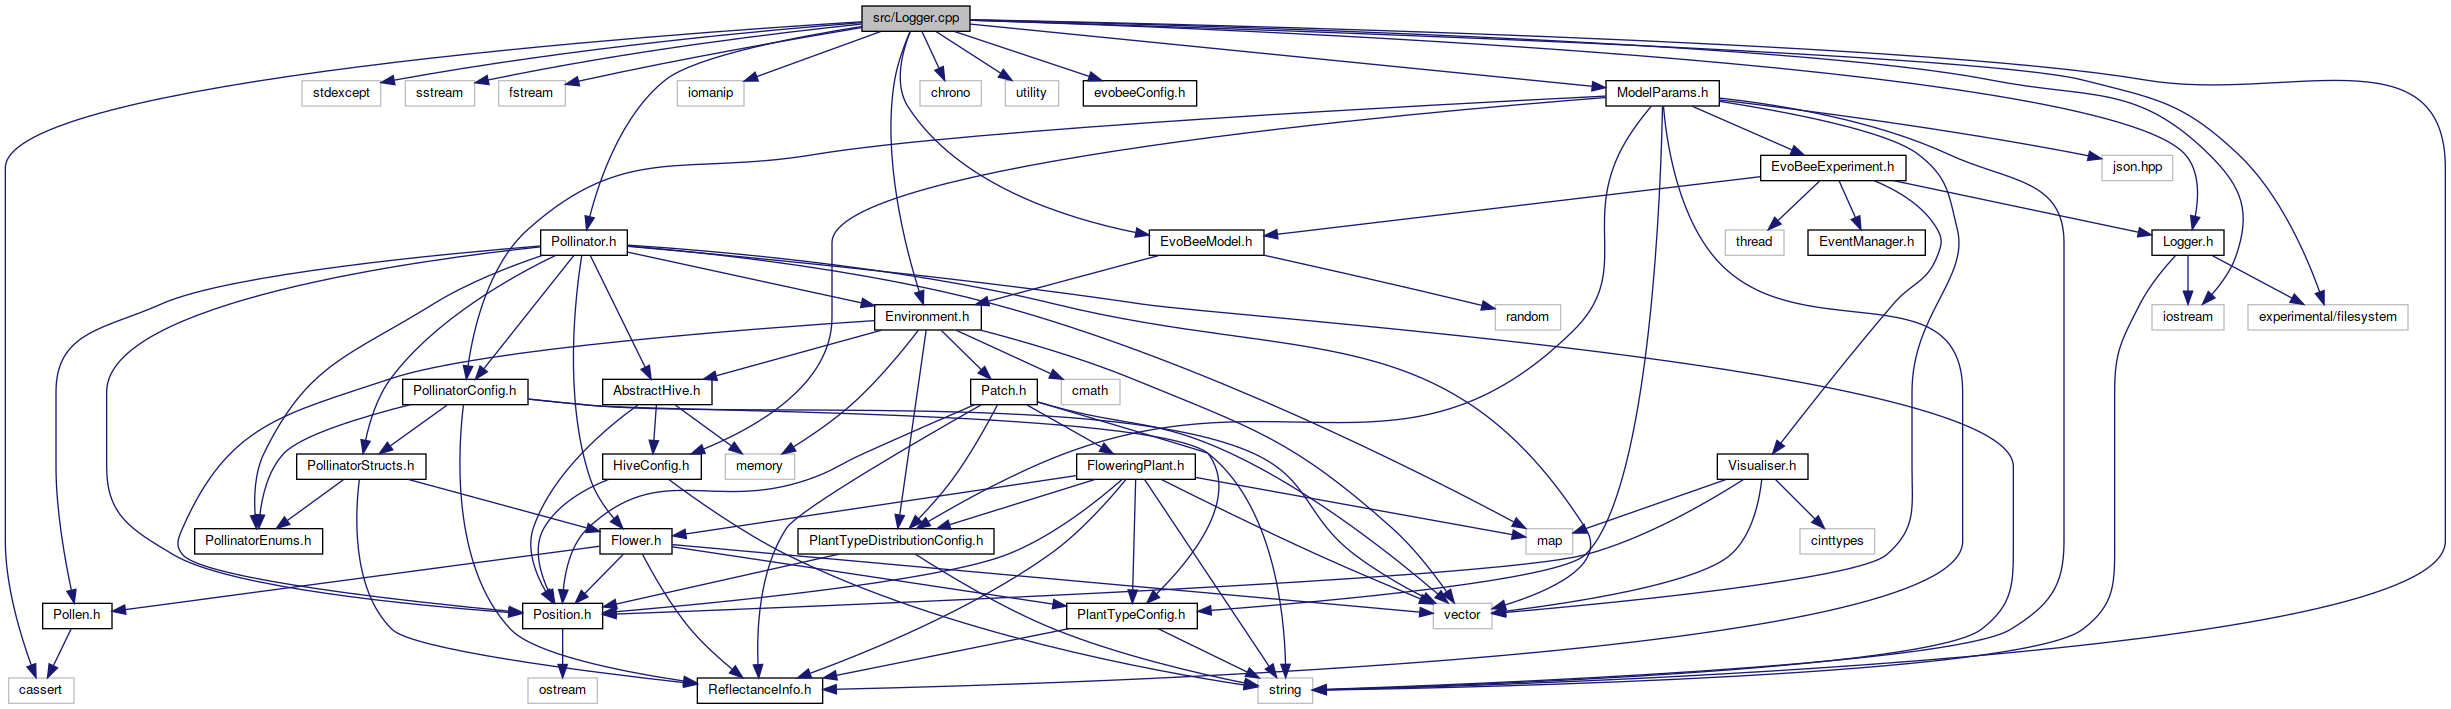 src/Logger.cpp
stdexcept
sstream
fstream
iomanip
chrono
utility
evobeeConfig.h
ModelParams.h
EvoBeeExperiment.h
json.hpp
Pollinator.h
EvoBeeModel.h
thread
EventManager.h
Logger.h
Environment.h
random
iostream
experimental/filesystem
PollinatorConfig.h
AbstractHive.h
Patch.h
cmath
PollinatorStructs.h
HiveConfig.h
memory
FloweringPlant.h
Visualiser.h
PollinatorEnums.h
Flower.h
PlantTypeDistributionConfig.h
map
cinttypes
Pollen.h
Position.h
PlantTypeConfig.h
vector
cassert
ostream
ReflectanceInfo.h
string